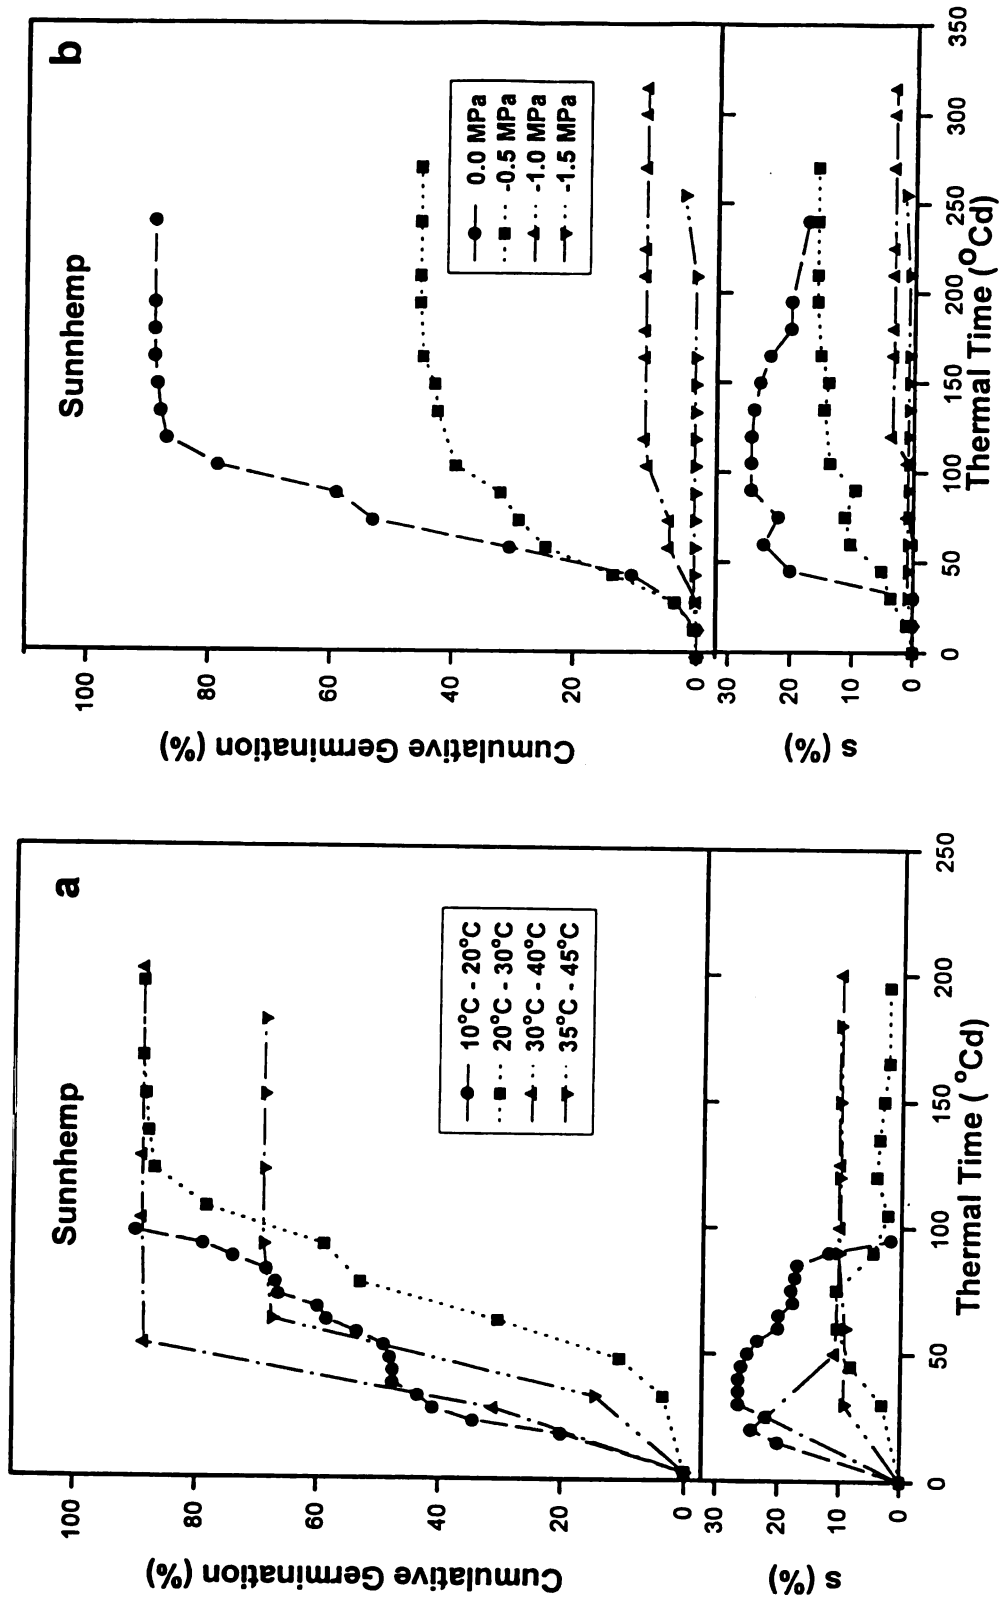 Sunnhemp
a
Cumulative Germination (%)
100
80
60
40
20
0
10°C - 20°C
20°C - 30°C
30°C - 40°C
35°C - 45°C
s (%)
30
20
10
0
0
50
100
150
200
250
Thermal Time ( °Cd)
Sunnhemp
b
Cumulative Germination (%)
100
80
60
40
20
0
0.0 MPa
-0.5 MPa
-1.0 MPa
-1.5 MPa
s (%)
30
20
10
0
0
50
100
150
200
250
300
350
Thermal Time (°Cd)